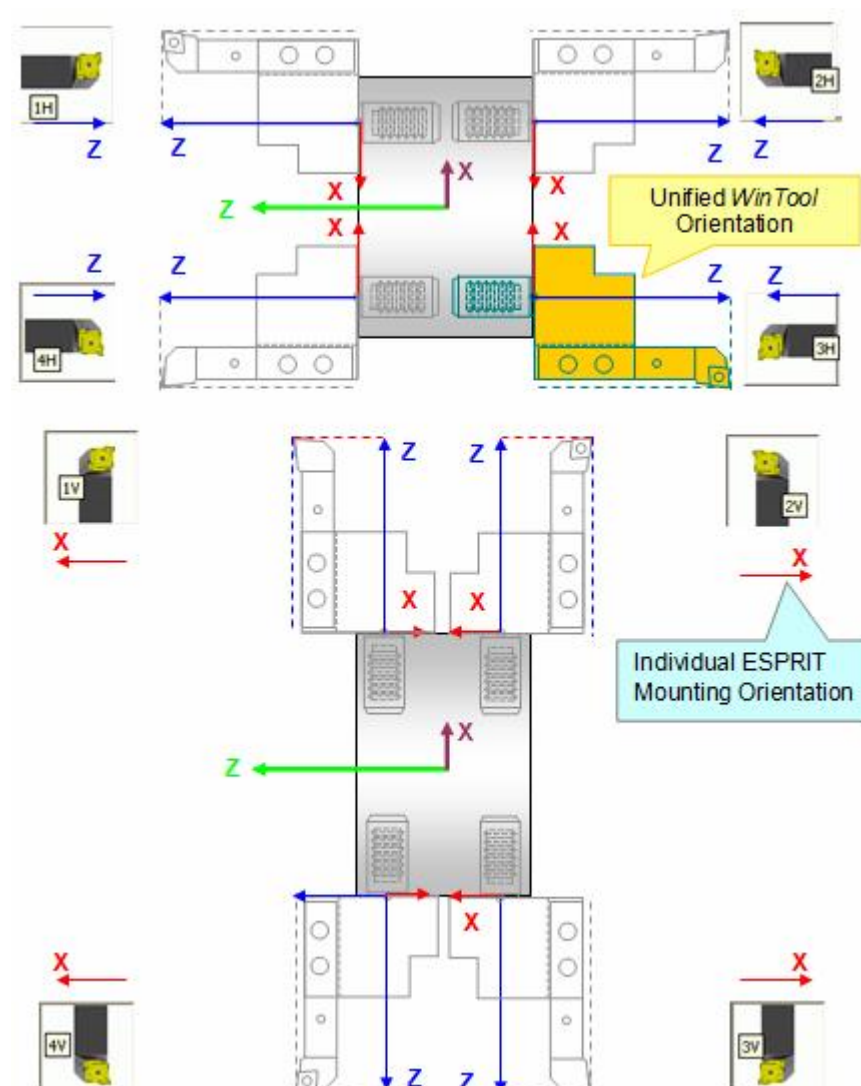 1H
2H
Z
Z
Z
Z
X
X
X
Z
X
X
Unified WinTool
Orientation
Z
Z
Z
Z
4H
3H
1V
Z
Z
2V
X
X
X
X
Individual ESPRIT
Mounting Orientation
X
Z
X
X
X
4V
3V
Z
Z